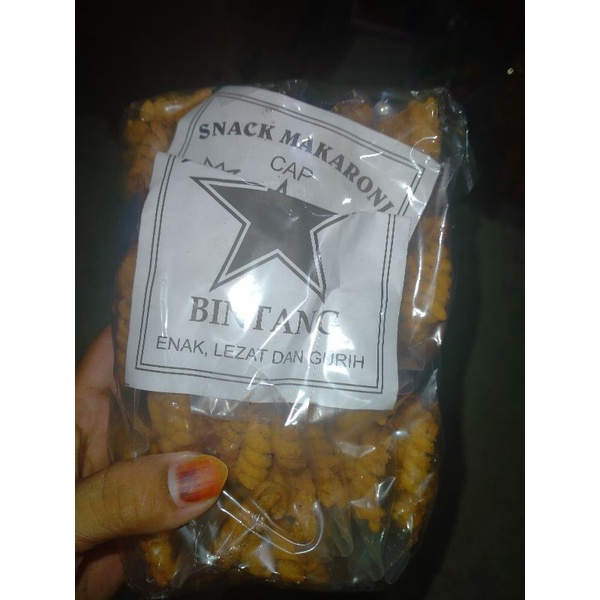 SNACK MAKARONI
CAP
BINTANG
ENAK, LEZAT DAN GURIH